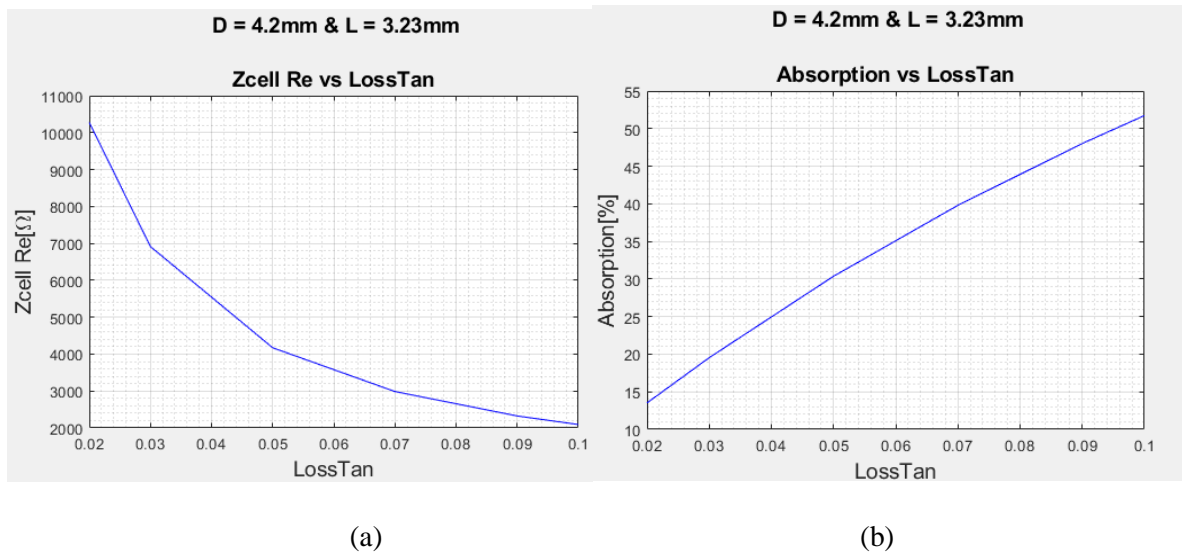 D = 4.2mm & L = 3.23mm
Zcell Re vs LossTan
11000
10000
9000
8000
7000
6000
5000
4000
3000
2000
Zcell Re[Ω]
0.02 0.03 0.04 0.05 0.06 0.07 0.08 0.09 0.1
LossTan
(a)
D = 4.2mm & L = 3.23mm
Absorption vs LossTan
55
50
45
40
35
30
25
20
15
10
Absorption[%]
0.02 0.03 0.04 0.05 0.06 0.07 0.08 0.09 0.1
LossTan
(b)